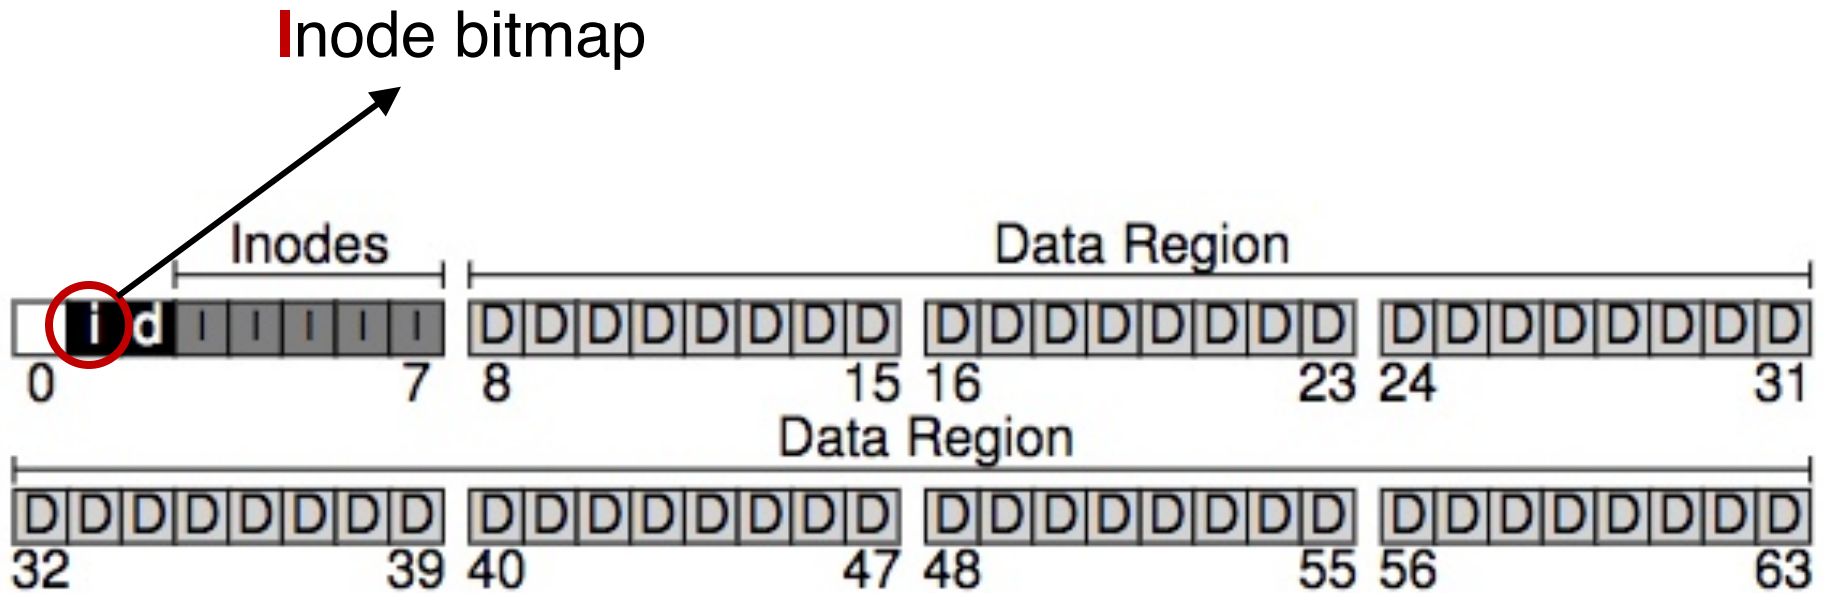 Inode bitmap
Inodes Data Region
i d I I I I I D D D D D D D D D D D D D D D D D D D D D D D D
0 7 8 15 16 23 24 31
Data Region
D D D D D D D D D D D D D D D D D D D D D D D D D D D D D D D D
32 39 40 47 48 55 56 63